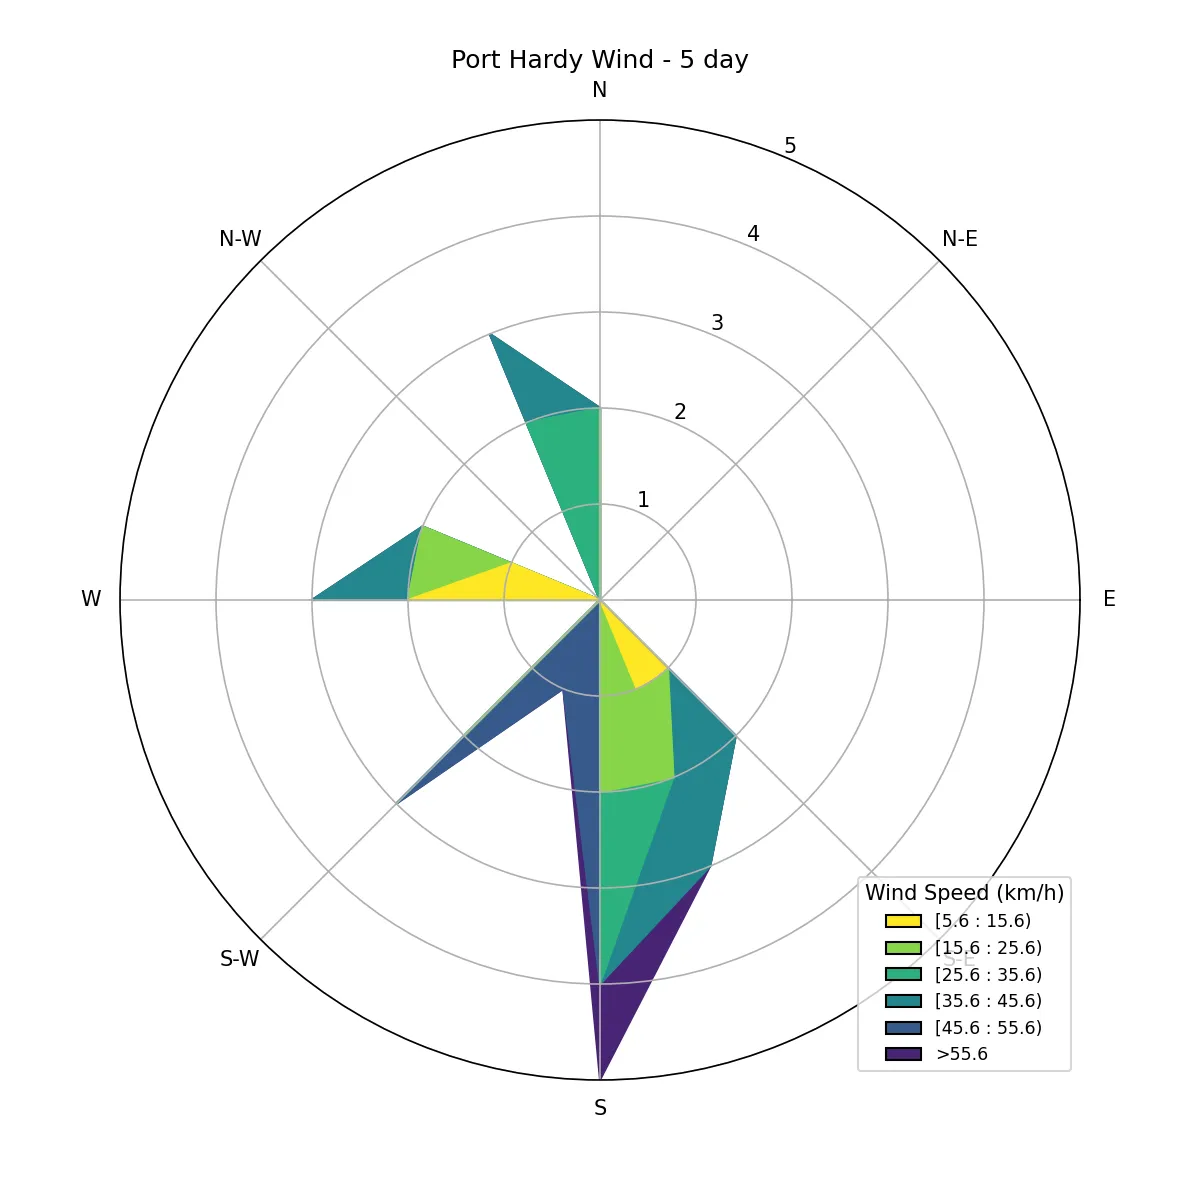 Port Hardy Wind - 5 day
N
5
N-W
4
N-E
3
2
1
W
E
S-W
S-E
Wind Speed (km/h)
[5.6 : 15.6)
[15.6 : 25.6)
[25.6 : 35.6)
[35.6 : 45.6)
[45.6 : 55.6)
>55.6
S